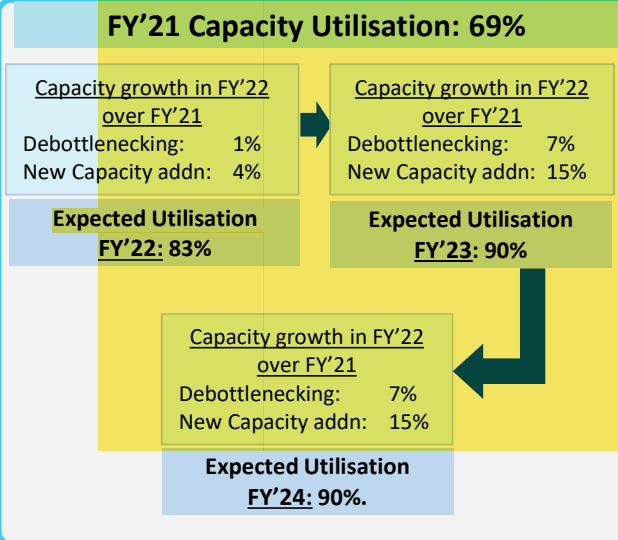 FY’21 Capacity Utilisation: 69%
Capacity growth in FY’22
over FY’21
Debottlenecking: 1%
New Capacity addn: 4%
Expected Utilisation
FY’22: 83%
Capacity growth in FY’22
over FY’21
Debottlenecking: 7%
New Capacity addn: 15%
Expected Utilisation
FY’23: 90%
Capacity growth in FY’22
over FY’21
Debottlenecking: 7%
New Capacity addn: 15%
Expected Utilisation
FY’24: 90%.